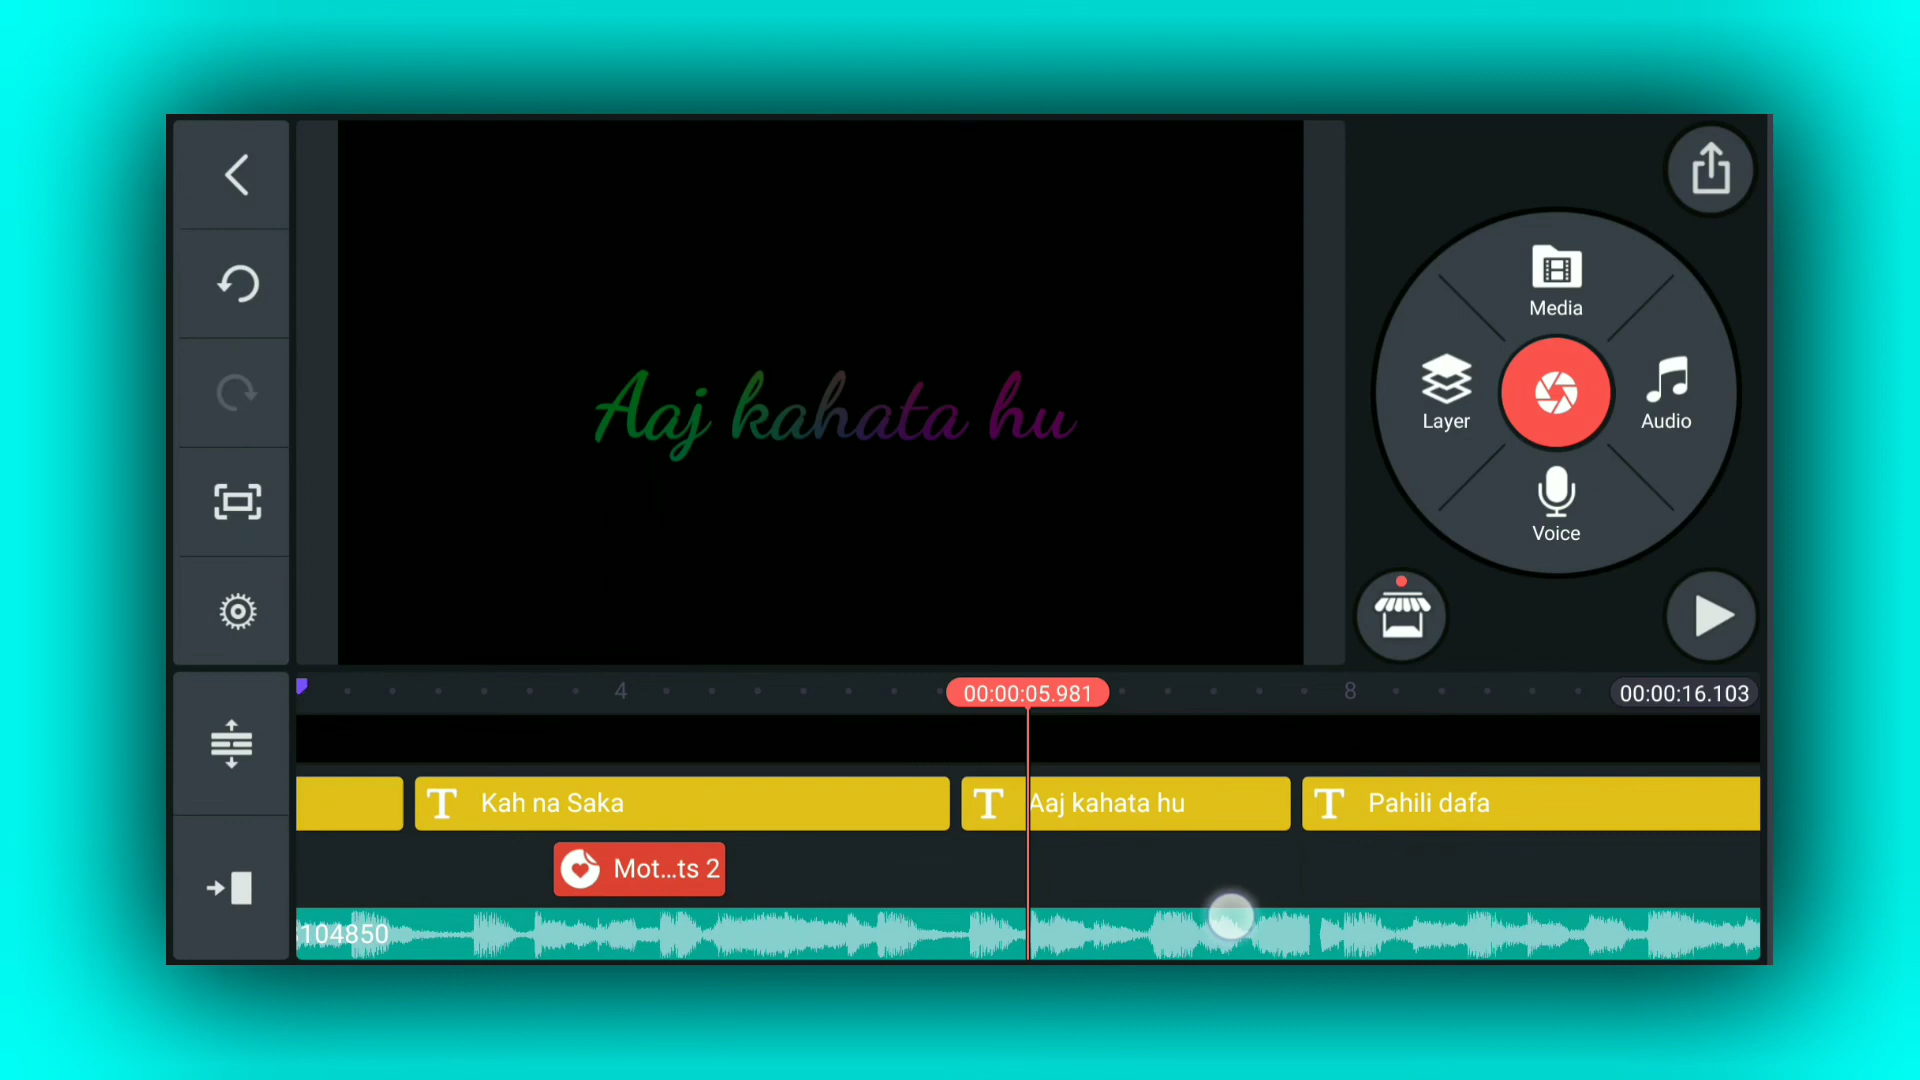 Aaj kahata hu
Media
Layer
Audio
Voice
4
00:00:05.981
8
00:00:16.103
Kah na Saka
Aaj kahata hu
Pahili dafa
Mot...ts 2
104850